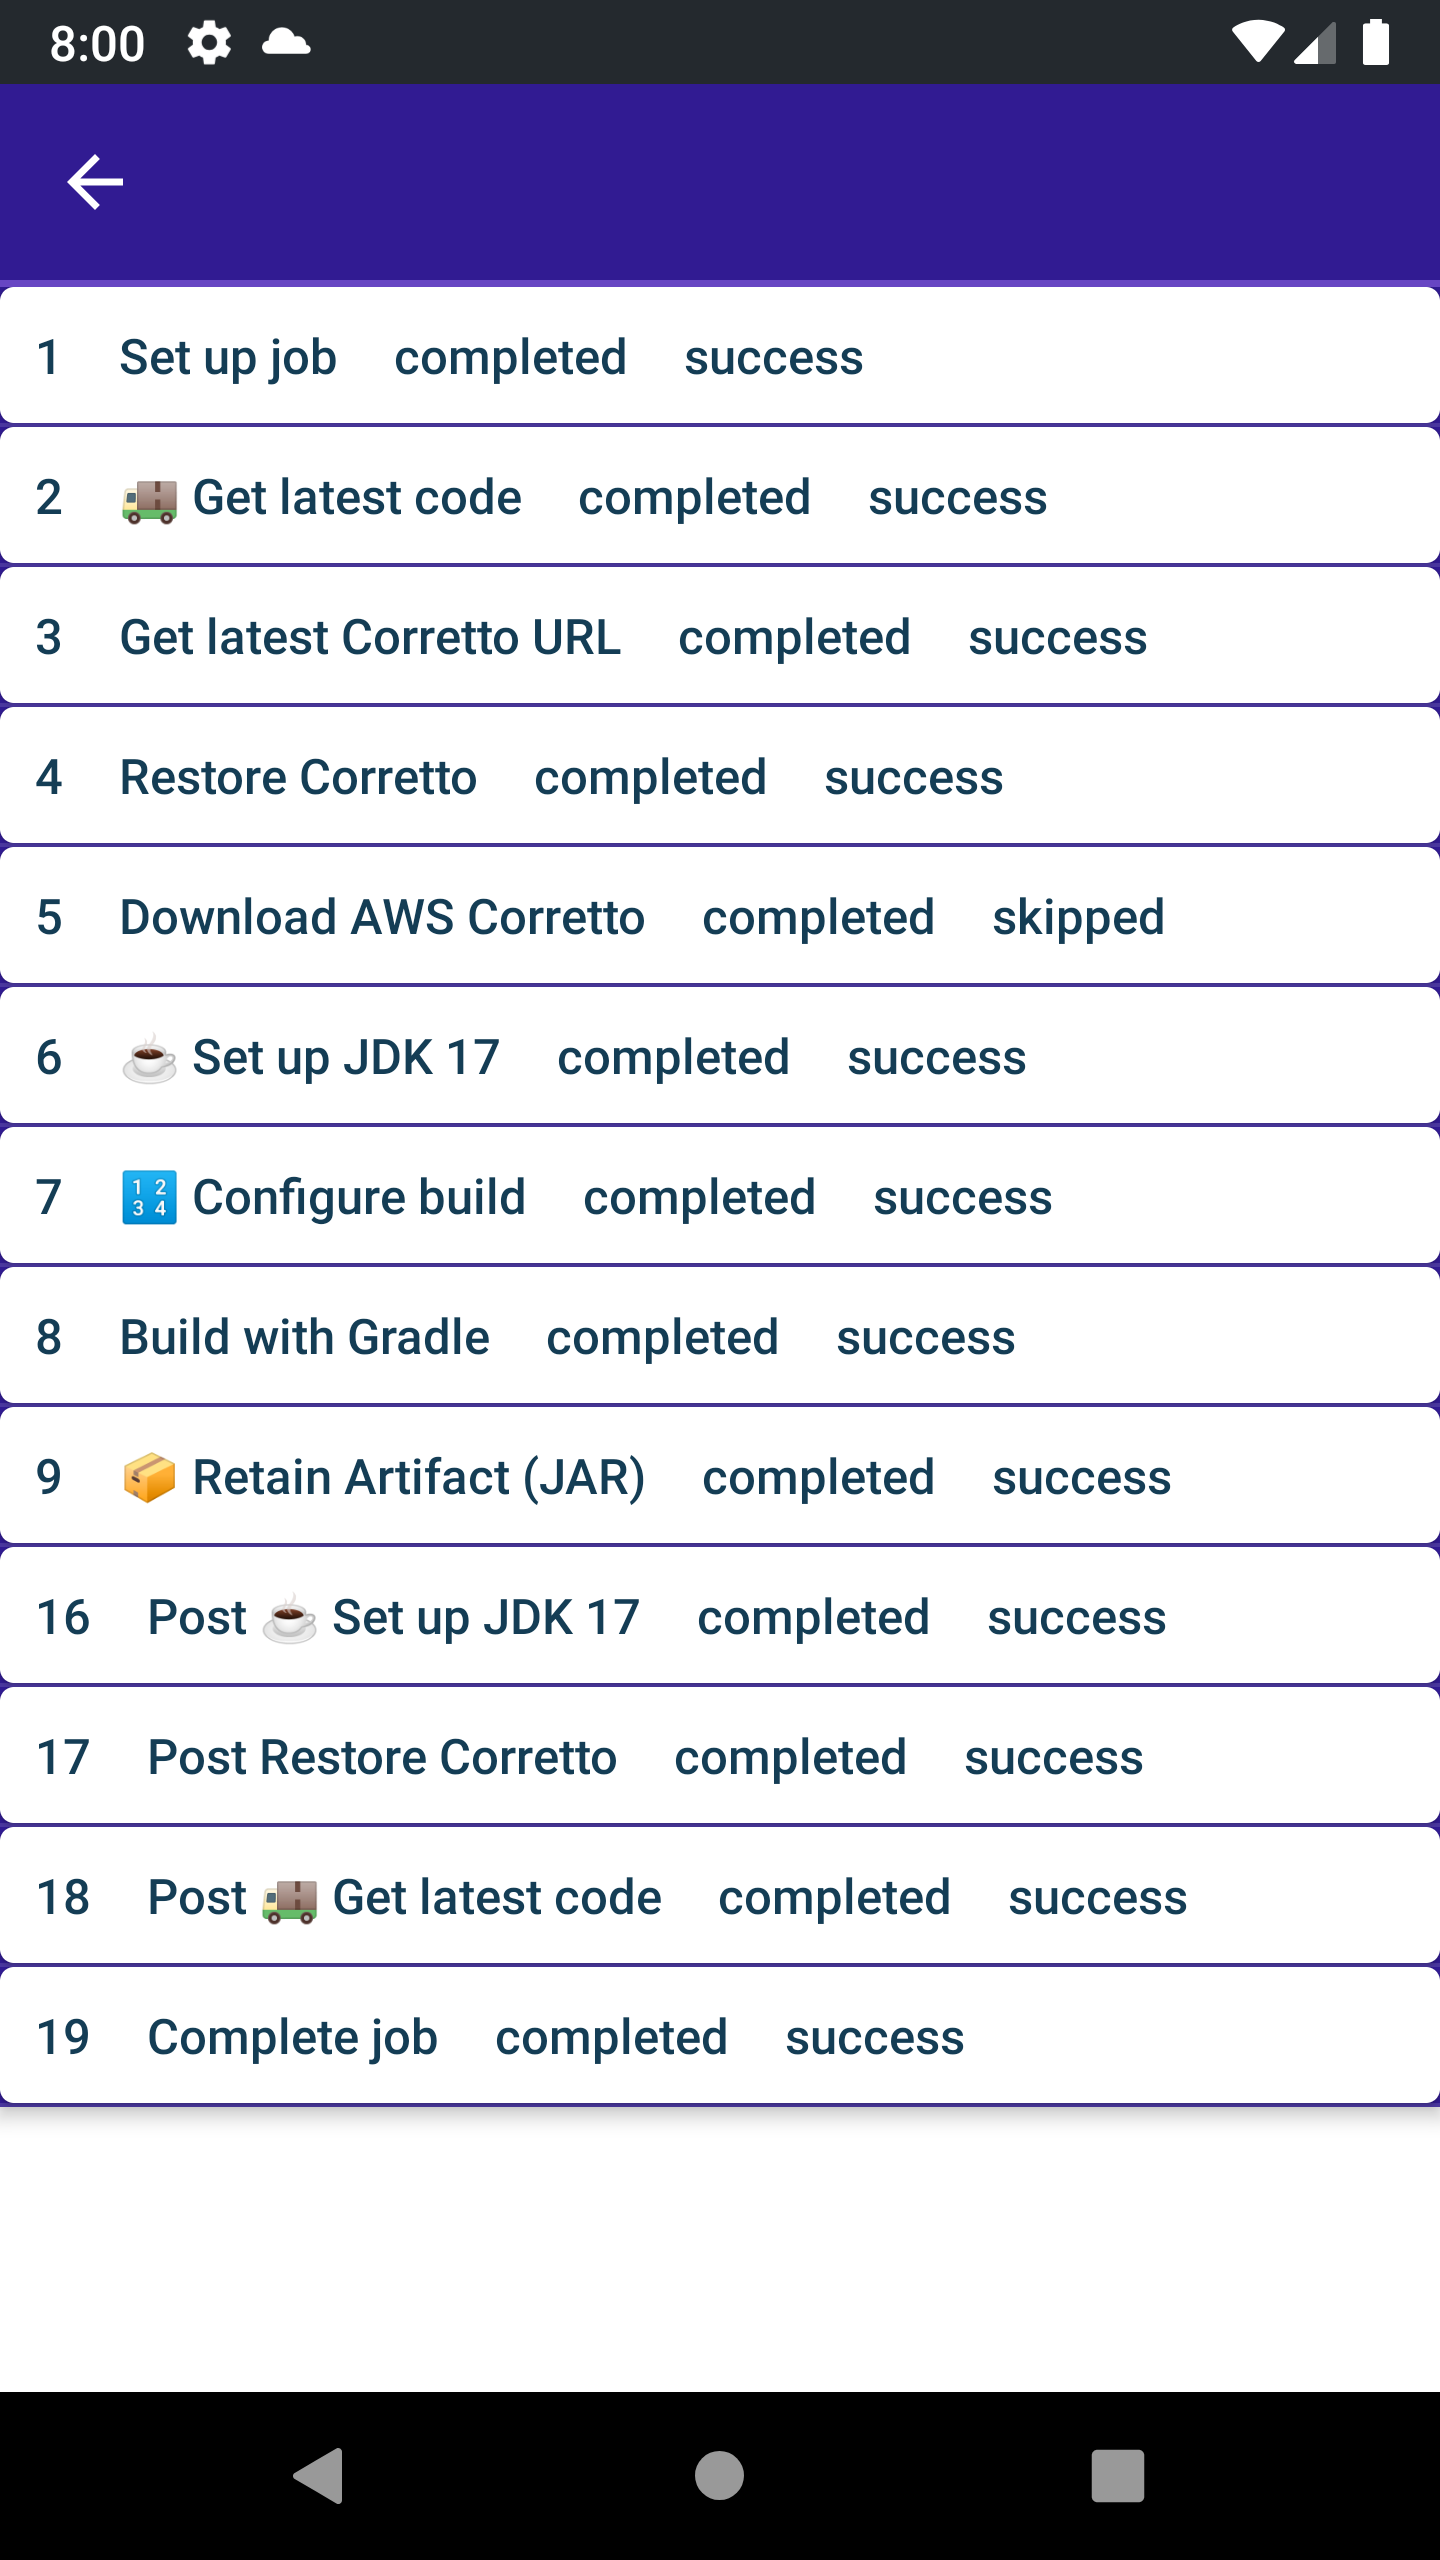 8:00
1 Set up job completed success
2 🚚 Get latest code completed success
3 Get latest Corretto URL completed success
4 Restore Corretto completed success
5 Download AWS Corretto completed skipped
6 ☕ Set up JDK 17 completed success
7 🔢 Configure build completed success
8 Build with Gradle completed success
9 📦 Retain Artifact (JAR) completed success
16 Post ☕ Set up JDK 17 completed success
17 Post Restore Corretto completed success
18 Post 🚚 Get latest code completed success
19 Complete job completed success